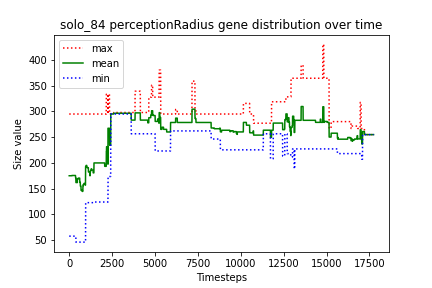 solo_84 perceptionRadius gene distribution over time
max
mean
min
Size value
400
350
300
250
200
150
100
50
0
2500
5000
7500
10000
12500
15000
17500
Timesteps